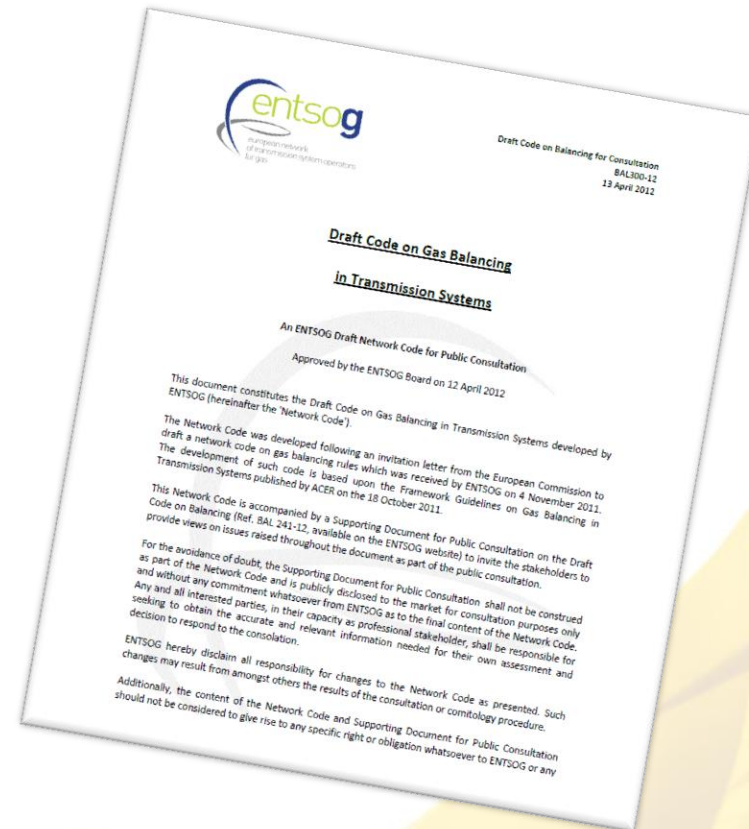 entsog
european network
of transmission system operators
for gas
Draft Code on Balancing for Consultation
BAL300-12
13 April 2012
Draft Code on Gas Balancing
in Transmission Systems
An ENTSOG Draft Network Code for Public Consultation
Approved by the ENTSOG Board on 12 April 2012
This document constitutes the Draft Code on Gas Balancing in Transmission Systems developed by
ENTSOG (hereinafter the 'Network Code').
The Network Code was developed following an invitation letter from the European Commission to
draft a network code on gas balancing rules which was received by ENTSOG on 4 November 2011.
The development of such code is based upon the Framework Guidelines on Gas Balancing in
Transmission Systems published by ACER on the 18 October 2011.
This Network Code is accompanied by a Supporting Document for Public Consultation on the Draft
Code on Balancing (Ref. BAL 241-12, available on the ENTSOG website) to invite the stakeholders to
provide views on issues raised throughout the document as part of the public consultation.
For the avoidance of doubt, the Supporting Document for Public Consultation shall not be construed
as part of the Network Code and is publicly disclosed to the market for consultation purposes only
and without any commitment whatsoever from ENTSOG as to the final content of the Network Code.
Any and all interested parties, in their capacity as professional stakeholder, shall be responsible for
seeking to obtain the accurate and relevant information needed for their own assessment and
decision to respond to the consolation.
ENTSOG hereby disclaim all responsibility for changes to the Network Code as presented. Such
changes may result from amongst others the results of the consultation or comitology procedure.
Additionally, the content of the Network Code and Supporting Document for Public Consultation
should not be considered to give rise to any specific right or obligation whatsoever to ENTSOG or any